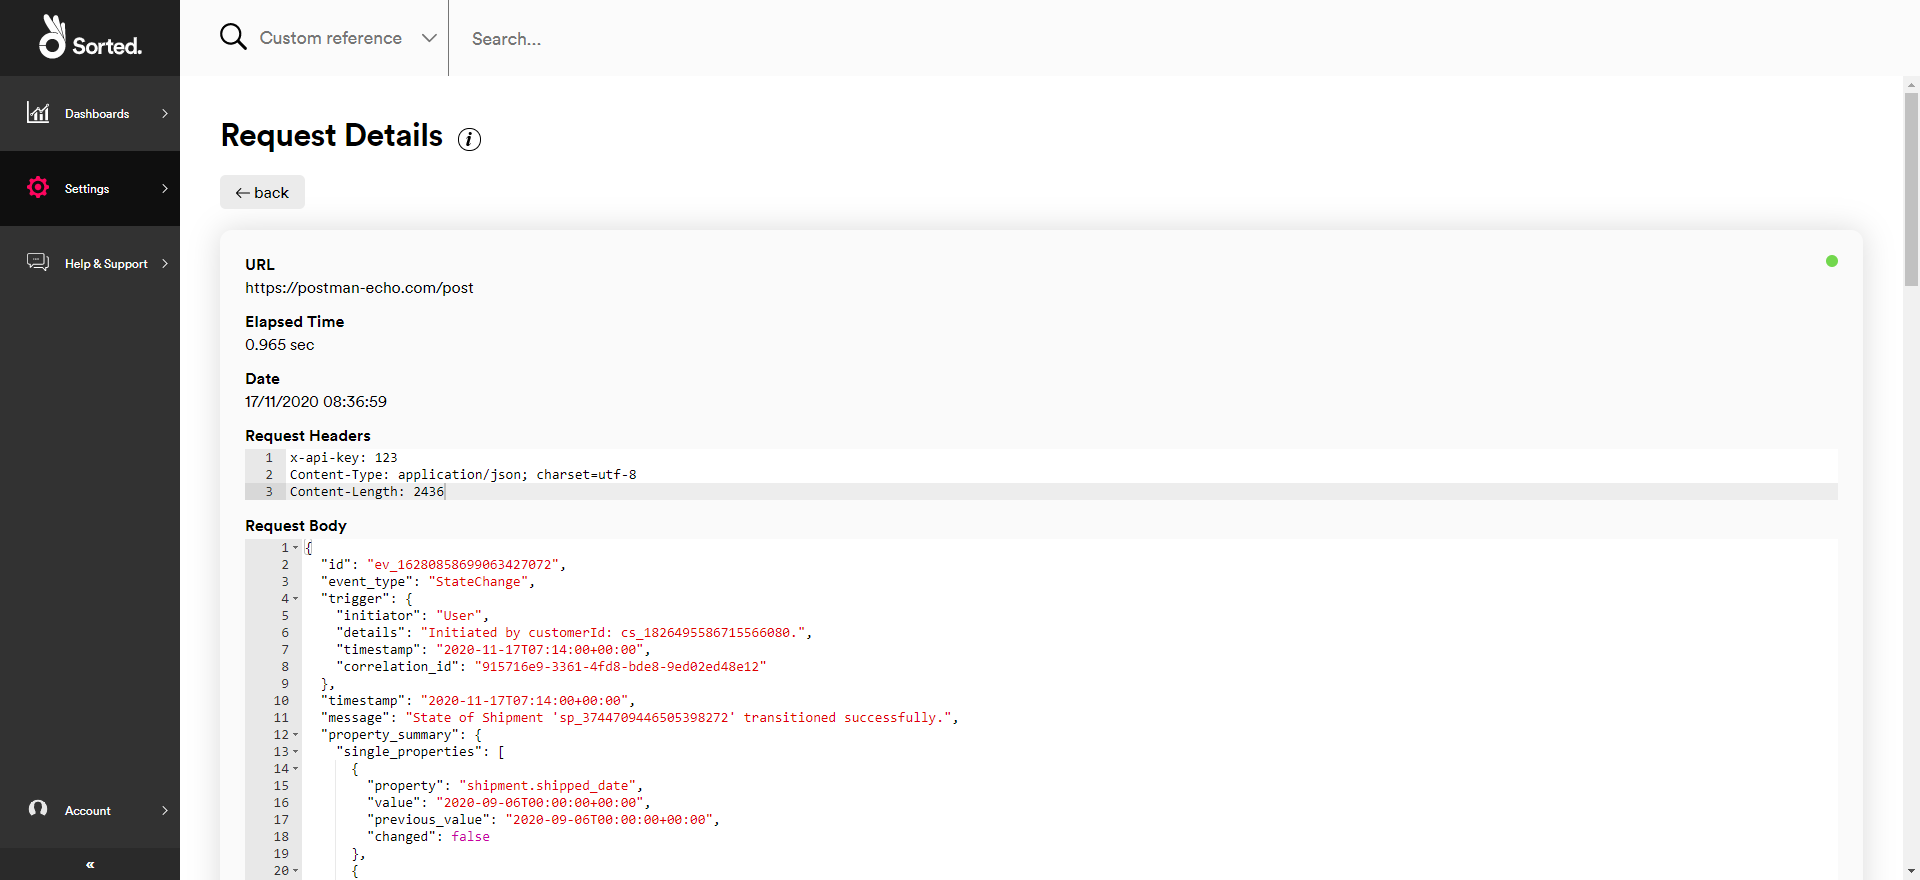 Sorted.
Custom reference
Search...
Dashboards
Settings
Help & Support
Account
«
Request Details i
← back
URL
https://postman-echo.com/post
Elapsed Time
0.965 sec
Date
17/11/2020 08:36:59
Request Headers
1 x-api-key: 123
2 Content-Type: application/json; charset=utf-8
3 Content-Length: 2436
Request Body
1 {
2 "id": "ev_16280858699063427072",
3 "event_type": "StateChange",
4 "trigger": {
5 "initiator": "User",
6 "details": "Initiated by customerId: cs_1826495586715566080.",
7 "timestamp": "2020-11-17T07:14:00+00:00",
8 "correlation_id": "915716e9-3361-4fd8-bde8-9ed02ed48e12"
9 },
10 "timestamp": "2020-11-17T07:14:00+00:00",
11 "message": "State of Shipment 'sp_3744709446505398272' transitioned successfully.",
12 "property_summary": {
13 "single_properties": [
14 {
15 "property": "shipment.shipped_date",
16 "value": "2020-09-06T00:00:00+00:00",
17 "previous_value": "2020-09-06T00:00:00+00:00",
18 "changed": false
19 },
20 {